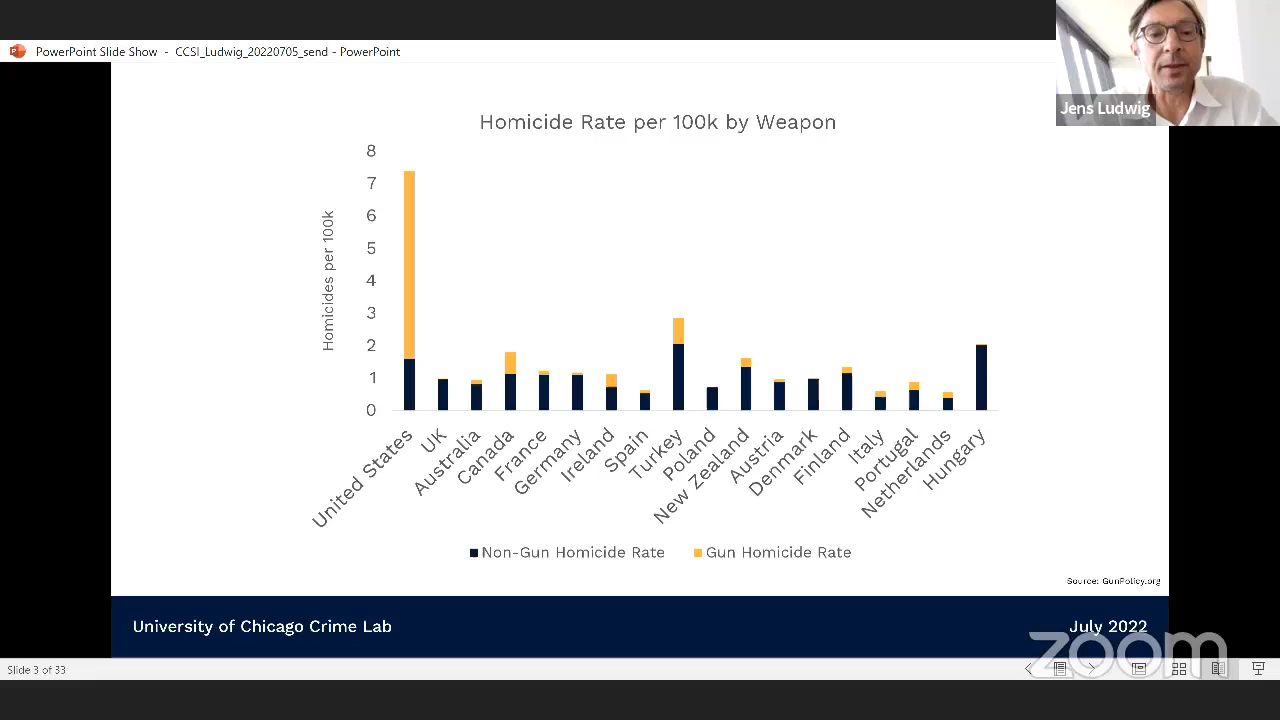 PowerPoint Slide Show - CCSI_Ludwig_20220705_send - PowerPoint
Jens Ludwig
Homicide Rate per 100k by Weapon
Homicides per 100k
8
7
6
5
4
3
2
1
0
United States
UK
Australia
Canada
France
Germany
Ireland
Spain
Turkey
Poland
New Zealand
Austria
Denmark
Finland
Italy
Portugal
Netherlands
Hungary
Non-Gun Homicide Rate
Gun Homicide Rate
Source: GunPolicy.org
University of Chicago Crime Lab
July 2022
zoom
Slide 3 of 33